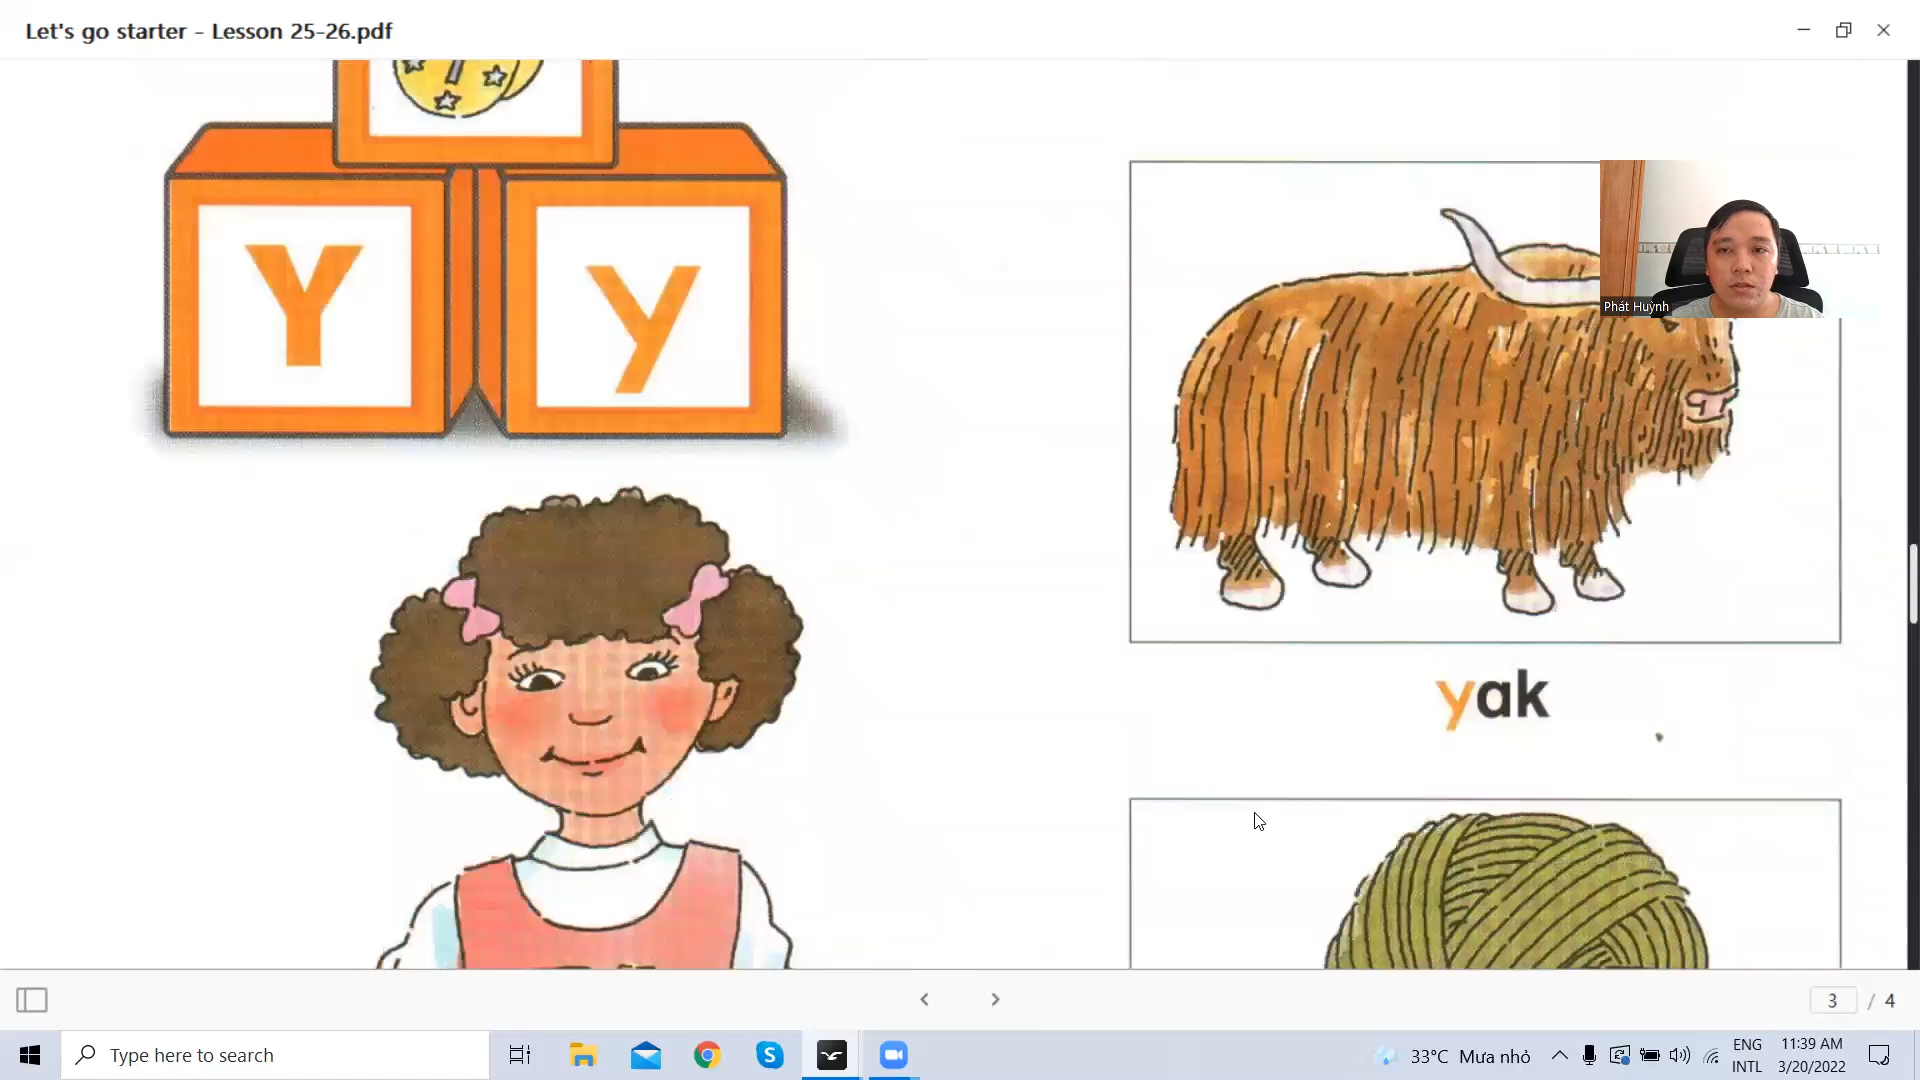 Let's go starter - Lesson 25-26.pdf
Y
y
Phát Huỳnh
yak
3 / 4
Type here to search
33°C Mưa nhỏ
ENG
INTL
11:39 AM
3/20/2022